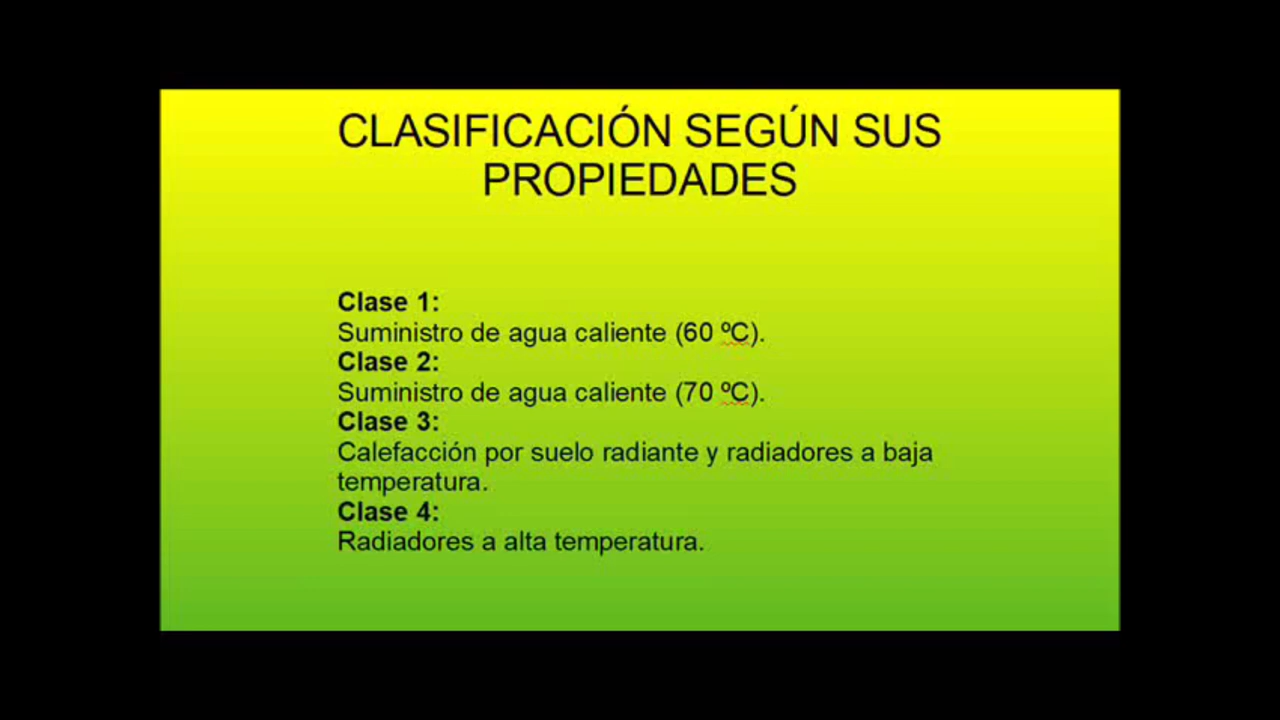 CLASIFICACIÓN SEGÚN SUS
PROPIEDADES
Clase 1:
Suministro de agua caliente (60 ºC).
Clase 2:
Suministro de agua caliente (70 ºC).
Clase 3:
Calefacción por suelo radiante y radiadores a baja
temperatura.
Clase 4:
Radiadores a alta temperatura.